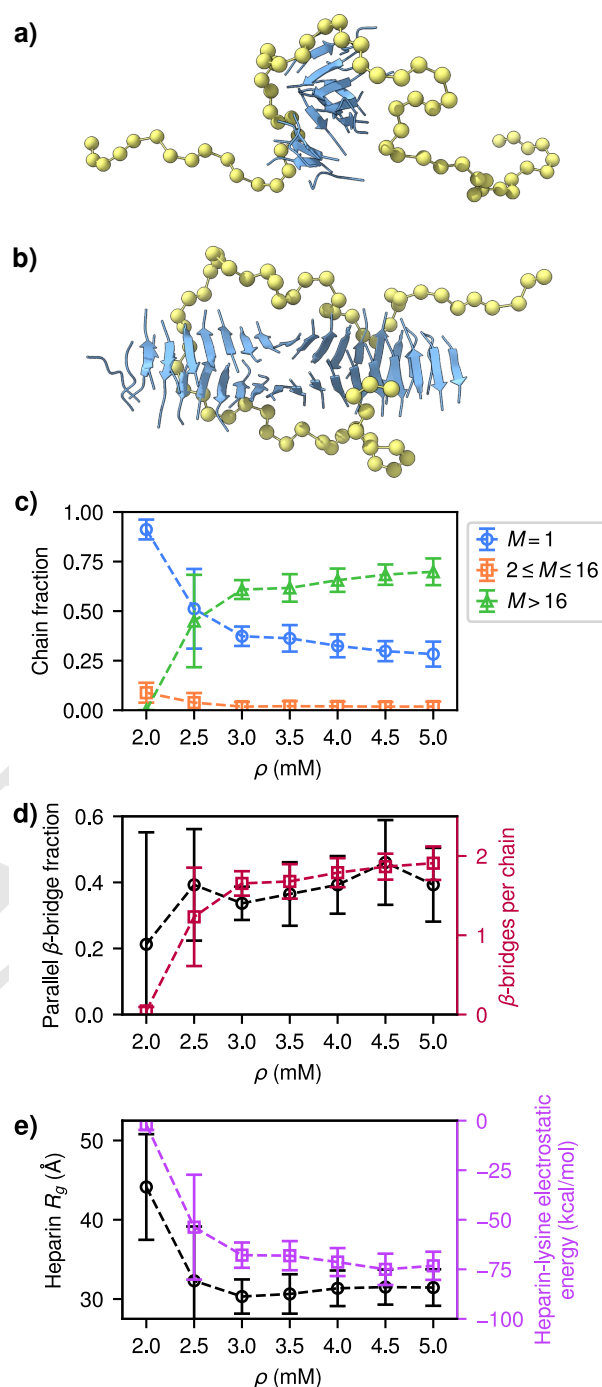 a)
b)
c)
1.00
0.75
0.50
0.25
0.00
Chain fraction
2.0 2.5 3.0 3.5 4.0 4.5 5.0
ρ (mM)
M = 1
2 ≤ M ≤ 16
M > 16
d)
0.6
0.4
0.2
0.0
Parallel β-bridge fraction
2
1
0
β-bridges per chain
2.0 2.5 3.0 3.5 4.0 4.5 5.0
ρ (mM)
e)
50
40
30
Heparin Rg (Å)
0
−25
−50
−75
−100
Heparin-lysine electrostatic
energy (kcal/mol)
2.0 2.5 3.0 3.5 4.0 4.5 5.0
ρ (mM)